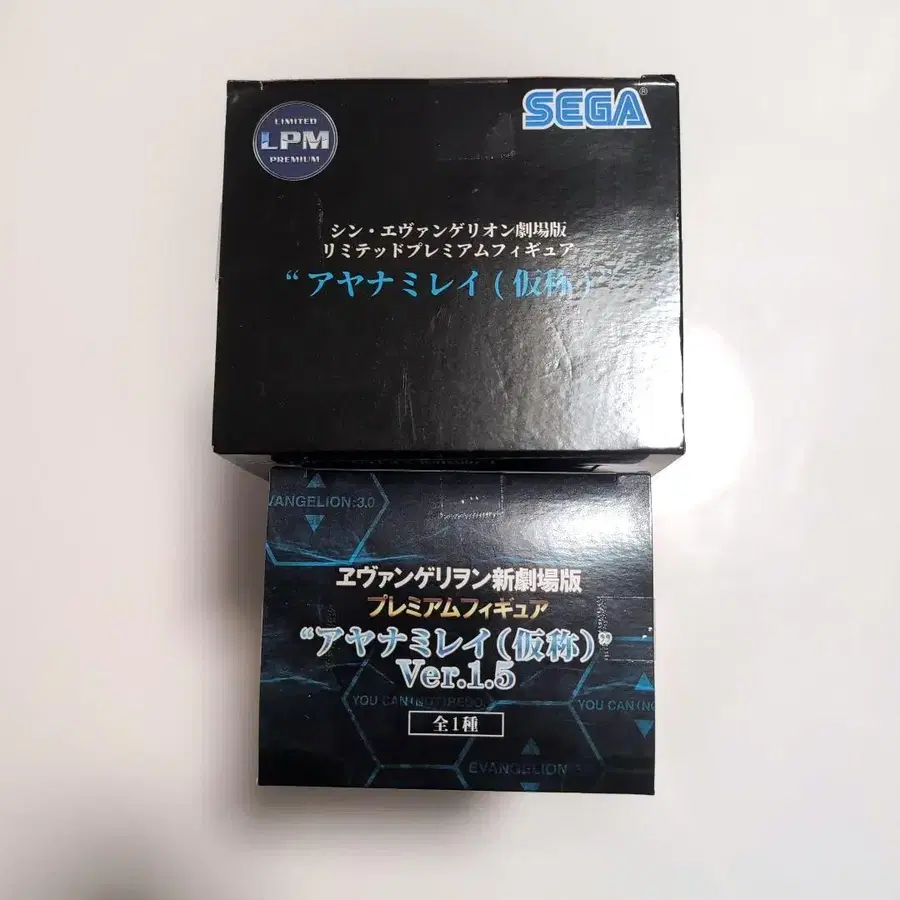 LIMITED
LPM
PREMIUM
SEGA®
シン・エヴァンゲリオン劇場版
リミテッドプレミアムフィギュア
“アヤナミレイ(仮称)
VANGELION:3.0
ヱヴァンゲリヲン新劇場版
プレミアムフィギュア
“アヤナミレイ(仮称)”
Ver.1.5
YOU CAN(NOT)REDO.
YOU CAN(NO
全1種
EVANGELION:3